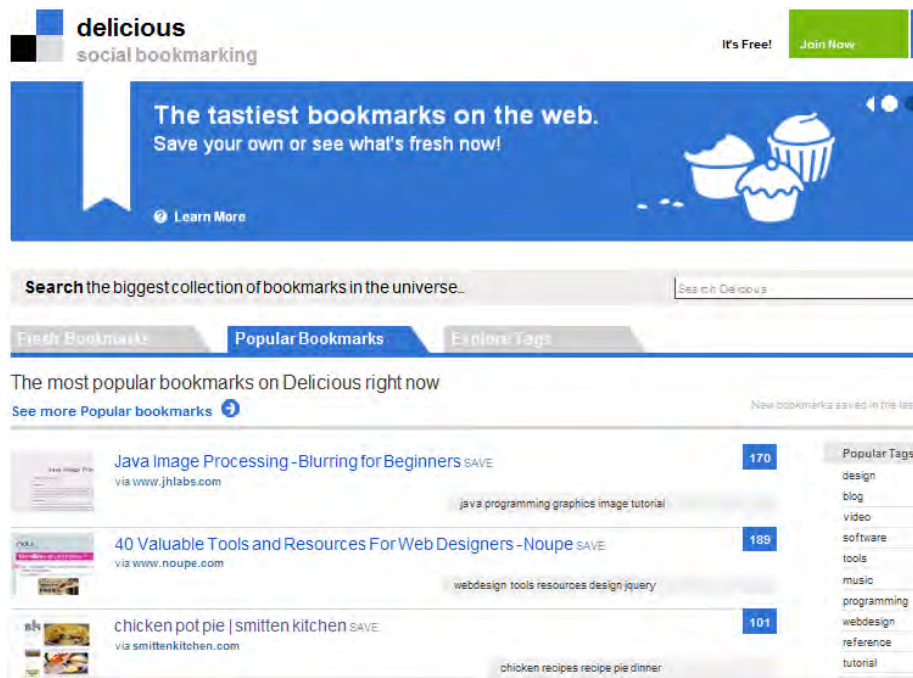 delicious
social bookmarking
It's Free!
Join Now
The tastiest bookmarks on the web.
Save your own or see what's fresh now!
Learn More
Search the biggest collection of bookmarks in the universe...
Search Delicious
Fresh Bookmarks
Popular Bookmarks
Explore Tags
The most popular bookmarks on Delicious right now
See more Popular bookmarks
New bookmarks saved in the las
Java Image Processing - Blurring for Beginners SAVE
170
via www.jhlabs.com
java programming graphics image tutorial
40 Valuable Tools and Resources For Web Designers - Noupe SAVE
189
via www.noupe.com
webdesign tools resources design jquery
chicken pot pie | smitten kitchen SAVE
101
via smittenkitchen.com
chicken recipes recipe pie dinner
Popular Tags
design
blog
video
software
tools
music
programming
webdesign
reference
tutorial